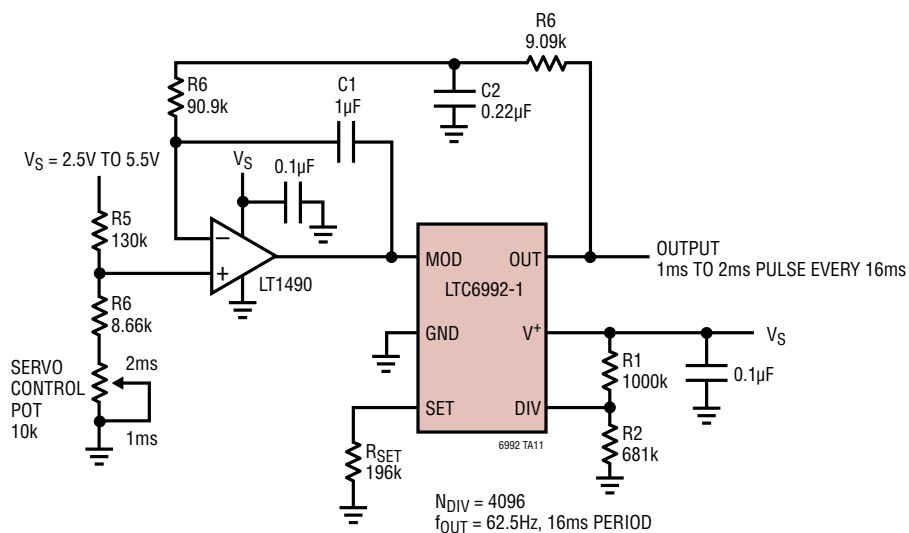 R6
9.09k
R6
90.9k
C1
1µF
C2
0.22µF
V_S = 2.5V TO 5.5V
V_S
0.1µF
R5
130k
–
+
LT1490
R6
8.66k
SERVO
CONTROL
POT
10k
2ms
1ms
MOD
OUT
LTC6992-1
GND
V⁺
SET
DIV
OUTPUT
1ms TO 2ms PULSE EVERY 16ms
V_S
R1
1000k
0.1µF
R2
681k
6992 TA11
R_SET
196k
N_DIV = 4096
f_OUT = 62.5Hz, 16ms PERIOD